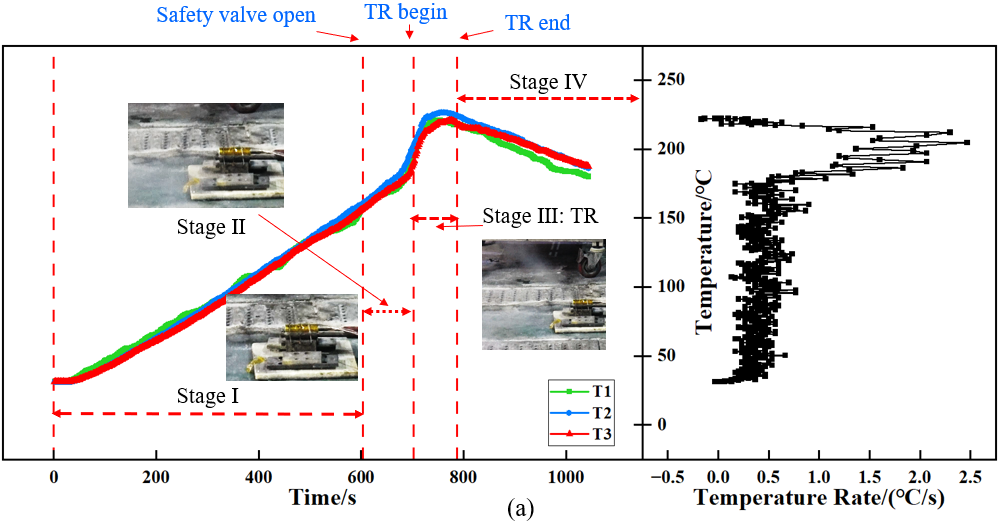 Safety valve open
TR begin
TR end
Stage IV
Stage II
Stage III: TR
Stage I
T1
T2
T3
0
200
400
600
800
1000
Time/s
250
200
150
100
50
0
Temperature/°C
−0.5
0.0
0.5
1.0
1.5
2.0
2.5
Temperature Rate/(°C/s)
(a)